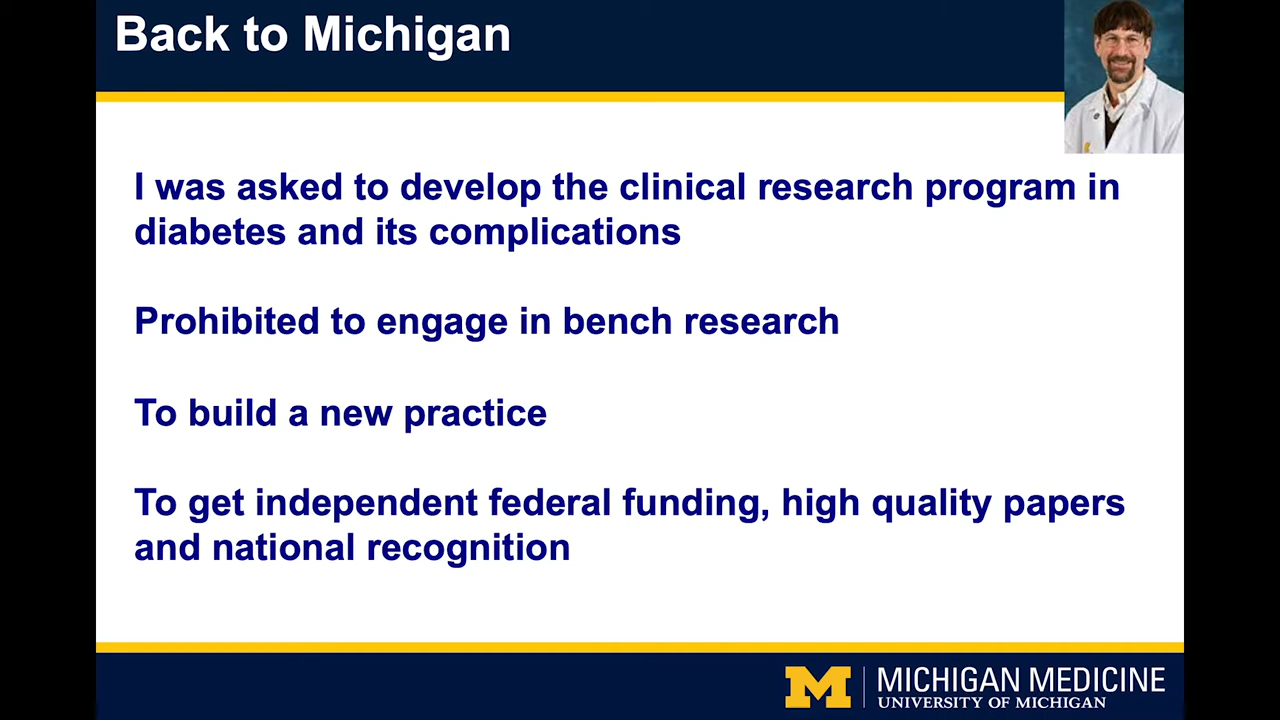 Back to Michigan
I was asked to develop the clinical research program in
diabetes and its complications
Prohibited to engage in bench research
To build a new practice
To get independent federal funding, high quality papers
and national recognition
M
MICHIGAN MEDICINE
UNIVERSITY OF MICHIGAN